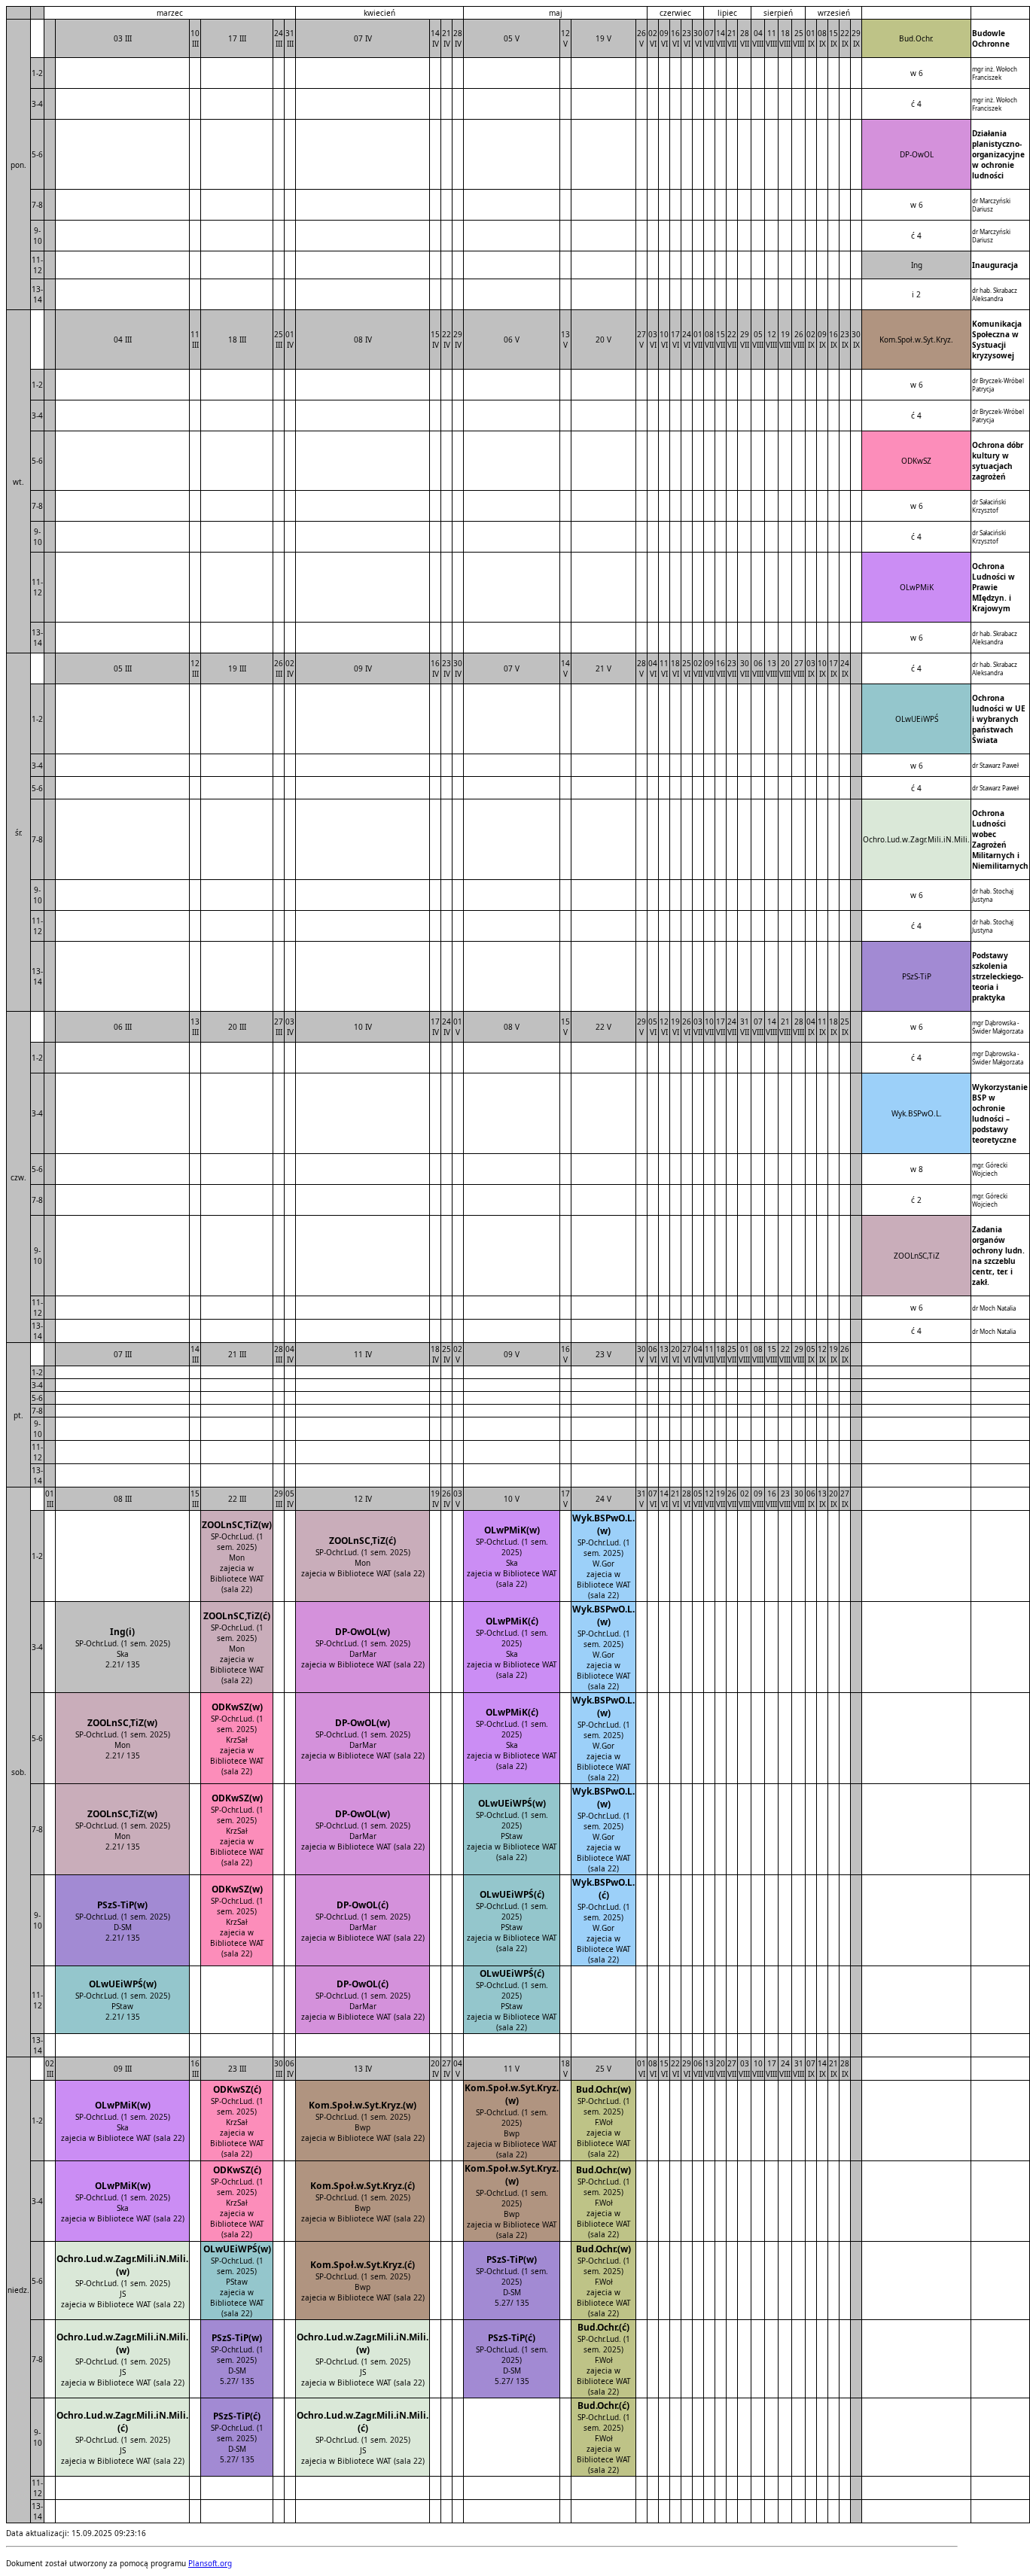 marzec kwiecień maj czerwiec lipiec sierpień wrzesień
pon. 03 III 10 III 17 III 24 III 31 III 07 IV 14 IV 21 IV 28 IV 05 V 12 V 19 V 26 V 02 VI 09 VI 16 VI 23 VI 30 VI 07 VII 14 VII 21 VII 28 VII 04 VIII 11 VIII 18 VIII 25 VIII 01 IX 08 IX 15 IX 22 IX 29 IX Bud.Ochr. Budowle Ochronne
1-2 w 6 mgr inż. Wołoch Franciszek
3-4 ć 4 mgr inż. Wołoch Franciszek
5-6 DP-OwOL Działania planistyczno-organizacyjne w ochronie ludności
7-8 w 6 dr Marczyński Dariusz
9-10 ć 4 dr Marczyński Dariusz
11-12 Ing Inauguracja
13-14 i 2 dr hab. Skrabacz Aleksandra
wt. 04 III 11 III 18 III 25 III 01 IV 08 IV 15 IV 22 IV 29 IV 06 V 13 V 20 V 27 V 03 VI 10 VI 17 VI 24 VI 01 VII 08 VII 15 VII 22 VII 29 VII 05 VIII 12 VIII 19 VIII 26 VIII 02 IX 09 IX 16 IX 23 IX 30 IX Kom.Społ.w.Syt.Kryz. Komunikacja Społeczna w Systuacji kryzysowej
1-2 w 6 dr Bryczek-Wróbel Patrycja
3-4 ć 4 dr Bryczek-Wróbel Patrycja
5-6 ODKwSZ Ochrona dóbr kultury w sytuacjach zagrożeń
7-8 w 6 dr Sałaciński Krzysztof
9-10 ć 4 dr Sałaciński Krzysztof
11-12 OLwPMiK Ochrona Ludności w Prawie MIędzyn. i Krajowym
13-14 w 6 dr hab. Skrabacz Aleksandra
śr. 05 III 12 III 19 III 26 III 02 IV 09 IV 16 IV 23 IV 30 IV 07 V 14 V 21 V 28 V 04 VI 11 VI 18 VI 25 VI 02 VII 09 VII 16 VII 23 VII 30 VII 06 VIII 13 VIII 20 VIII 27 VIII 03 IX 10 IX 17 IX 24 IX ć 4 dr hab. Skrabacz Aleksandra
1-2 OLwUEiWPŚ Ochrona ludności w UE i wybranych państwach Świata
3-4 w 6 dr Stawarz Paweł
5-6 ć 4 dr Stawarz Paweł
7-8 Ochro.Lud.w.Zagr.Mili.iN.Mili. Ochrona Ludności wobec Zagrożeń Militarnych i Niemilitarnych
9-10 w 6 dr hab. Stochaj Justyna
11-12 ć 4 dr hab. Stochaj Justyna
13-14 PSzS-TiP Podstawy szkolenia strzeleckiego- teoria i praktyka
czw. 06 III 13 III 20 III 27 III 03 IV 10 IV 17 IV 24 IV 01 V 08 V 15 V 22 V 29 V 05 VI 12 VI 19 VI 26 VI 03 VII 10 VII 17 VII 24 VII 31 VII 07 VIII 14 VIII 21 VIII 28 VIII 04 IX 11 IX 18 IX 25 IX w 6 mgr Dąbrowska - Świder Małgorzata
1-2 ć 4 mgr Dąbrowska - Świder Małgorzata
3-4 Wyk.BSPwO.L. Wykorzystanie BSP w ochronie ludności – podstawy teoretyczne
5-6 w 8 mgr. Górecki Wojciech
7-8 ć 2 mgr. Górecki Wojciech
9-10 ZOOLnSC,TiZ Zadania organów ochrony ludn. na szczeblu centr., ter. i zakł.
11-12 w 6 dr Moch Natalia
13-14 ć 4 dr Moch Natalia
pt. 07 III 14 III 21 III 28 III 04 IV 11 IV 18 IV 25 IV 02 V 09 V 16 V 23 V 30 V 06 VI 13 VI 20 VI 27 VI 04 VII 11 VII 18 VII 25 VII 01 VIII 08 VIII 15 VIII 22 VIII 29 VIII 05 IX 12 IX 19 IX 26 IX
1-2
3-4
5-6
7-8
9-10
11-12
13-14
sob. 01 III 08 III 15 III 22 III 29 III 05 IV 12 IV 19 IV 26 IV 03 V 10 V 17 V 24 V 31 V 07 VI 14 VI 21 VI 28 VI 05 VII 12 VII 19 VII 26 VII 02 VIII 09 VIII 16 VIII 23 VIII 30 VIII 06 IX 13 IX 20 IX 27 IX
1-2 ZOOLnSC,TiZ(w) SP-Ochr.Lud. (1 sem. 2025) Mon zajecia w Bibliotece WAT (sala 22) ZOOLnSC,TiZ(ć) SP-Ochr.Lud. (1 sem. 2025) Mon zajecia w Bibliotece WAT (sala 22) OLwPMiK(w) SP-Ochr.Lud. (1 sem. 2025) Ska zajecia w Bibliotece WAT (sala 22) Wyk.BSPwO.L.(w) SP-Ochr.Lud. (1 sem. 2025) W.Gor zajecia w Bibliotece WAT (sala 22)
3-4 Ing(i) SP-Ochr.Lud. (1 sem. 2025) Ska 2.21/ 135 ZOOLnSC,TiZ(ć) SP-Ochr.Lud. (1 sem. 2025) Mon zajecia w Bibliotece WAT (sala 22) DP-OwOL(w) SP-Ochr.Lud. (1 sem. 2025) DarMar zajecia w Bibliotece WAT (sala 22) OLwPMiK(ć) SP-Ochr.Lud. (1 sem. 2025) Ska zajecia w Bibliotece WAT (sala 22) Wyk.BSPwO.L.(w) SP-Ochr.Lud. (1 sem. 2025) W.Gor zajecia w Bibliotece WAT (sala 22)
5-6 ZOOLnSC,TiZ(w) SP-Ochr.Lud. (1 sem. 2025) Mon 2.21/ 135 ODKwSZ(w) SP-Ochr.Lud. (1 sem. 2025) KrzSał zajecia w Bibliotece WAT (sala 22) DP-OwOL(w) SP-Ochr.Lud. (1 sem. 2025) DarMar zajecia w Bibliotece WAT (sala 22) OLwPMiK(ć) SP-Ochr.Lud. (1 sem. 2025) Ska zajecia w Bibliotece WAT (sala 22) Wyk.BSPwO.L.(w) SP-Ochr.Lud. (1 sem. 2025) W.Gor zajecia w Bibliotece WAT (sala 22)
7-8 ZOOLnSC,TiZ(w) SP-Ochr.Lud. (1 sem. 2025) Mon 2.21/ 135 ODKwSZ(w) SP-Ochr.Lud. (1 sem. 2025) KrzSał zajecia w Bibliotece WAT (sala 22) DP-OwOL(w) SP-Ochr.Lud. (1 sem. 2025) DarMar zajecia w Bibliotece WAT (sala 22) OLwUEiWPŚ(w) SP-Ochr.Lud. (1 sem. 2025) PStaw zajecia w Bibliotece WAT (sala 22) Wyk.BSPwO.L.(w) SP-Ochr.Lud. (1 sem. 2025) W.Gor zajecia w Bibliotece WAT (sala 22)
9-10 PSzS-TiP(w) SP-Ochr.Lud. (1 sem. 2025) D-SM 2.21/ 135 ODKwSZ(w) SP-Ochr.Lud. (1 sem. 2025) KrzSał zajecia w Bibliotece WAT (sala 22) DP-OwOL(ć) SP-Ochr.Lud. (1 sem. 2025) DarMar zajecia w Bibliotece WAT (sala 22) OLwUEiWPŚ(ć) SP-Ochr.Lud. (1 sem. 2025) PStaw zajecia w Bibliotece WAT (sala 22) Wyk.BSPwO.L.(ć) SP-Ochr.Lud. (1 sem. 2025) W.Gor zajecia w Bibliotece WAT (sala 22)
11-12 OLwUEiWPŚ(w) SP-Ochr.Lud. (1 sem. 2025) PStaw 2.21/ 135 DP-OwOL(ć) SP-Ochr.Lud. (1 sem. 2025) DarMar zajecia w Bibliotece WAT (sala 22) OLwUEiWPŚ(ć) SP-Ochr.Lud. (1 sem. 2025) PStaw zajecia w Bibliotece WAT (sala 22)
13-14
niedz. 02 III 09 III 16 III 23 III 30 III 06 IV 13 IV 20 IV 27 IV 04 V 11 V 18 V 25 V 01 VI 08 VI 15 VI 22 VI 29 VI 06 VII 13 VII 20 VII 27 VII 03 VIII 10 VIII 17 VIII 24 VIII 31 VIII 07 IX 14 IX 21 IX 28 IX
1-2 OLwPMiK(w) SP-Ochr.Lud. (1 sem. 2025) Ska zajecia w Bibliotece WAT (sala 22) ODKwSZ(ć) SP-Ochr.Lud. (1 sem. 2025) KrzSał zajecia w Bibliotece WAT (sala 22) Kom.Społ.w.Syt.Kryz.(w) SP-Ochr.Lud. (1 sem. 2025) Bwp zajecia w Bibliotece WAT (sala 22) Kom.Społ.w.Syt.Kryz.(w) SP-Ochr.Lud. (1 sem. 2025) Bwp zajecia w Bibliotece WAT (sala 22) Bud.Ochr.(w) SP-Ochr.Lud. (1 sem. 2025) F.Woł zajecia w Bibliotece WAT (sala 22)
3-4 OLwPMiK(w) SP-Ochr.Lud. (1 sem. 2025) Ska zajecia w Bibliotece WAT (sala 22) ODKwSZ(ć) SP-Ochr.Lud. (1 sem. 2025) KrzSał zajecia w Bibliotece WAT (sala 22) Kom.Społ.w.Syt.Kryz.(ć) SP-Ochr.Lud. (1 sem. 2025) Bwp zajecia w Bibliotece WAT (sala 22) Kom.Społ.w.Syt.Kryz.(w) SP-Ochr.Lud. (1 sem. 2025) Bwp zajecia w Bibliotece WAT (sala 22) Bud.Ochr.(w) SP-Ochr.Lud. (1 sem. 2025) F.Woł zajecia w Bibliotece WAT (sala 22)
5-6 Ochro.Lud.w.Zagr.Mili.iN.Mili.(w) SP-Ochr.Lud. (1 sem. 2025) JS zajecia w Bibliotece WAT (sala 22) OLwUEiWPŚ(w) SP-Ochr.Lud. (1 sem. 2025) PStaw zajecia w Bibliotece WAT (sala 22) Kom.Społ.w.Syt.Kryz.(ć) SP-Ochr.Lud. (1 sem. 2025) Bwp zajecia w Bibliotece WAT (sala 22) PSzS-TiP(w) SP-Ochr.Lud. (1 sem. 2025) D-SM 5.27/ 135 Bud.Ochr.(w) SP-Ochr.Lud. (1 sem. 2025) F.Woł zajecia w Bibliotece WAT (sala 22)
7-8 Ochro.Lud.w.Zagr.Mili.iN.Mili.(w) SP-Ochr.Lud. (1 sem. 2025) JS zajecia w Bibliotece WAT (sala 22) PSzS-TiP(w) SP-Ochr.Lud. (1 sem. 2025) D-SM 5.27/ 135 Ochro.Lud.w.Zagr.Mili.iN.Mili.(w) SP-Ochr.Lud. (1 sem. 2025) JS zajecia w Bibliotece WAT (sala 22) PSzS-TiP(ć) SP-Ochr.Lud. (1 sem. 2025) D-SM 5.27/ 135 Bud.Ochr.(ć) SP-Ochr.Lud. (1 sem. 2025) F.Woł zajecia w Bibliotece WAT (sala 22)
9-10 Ochro.Lud.w.Zagr.Mili.iN.Mili.(ć) SP-Ochr.Lud. (1 sem. 2025) JS zajecia w Bibliotece WAT (sala 22) PSzS-TiP(ć) SP-Ochr.Lud. (1 sem. 2025) D-SM 5.27/ 135 Ochro.Lud.w.Zagr.Mili.iN.Mili.(ć) SP-Ochr.Lud. (1 sem. 2025) JS zajecia w Bibliotece WAT (sala 22) Bud.Ochr.(ć) SP-Ochr.Lud. (1 sem. 2025) F.Woł zajecia w Bibliotece WAT (sala 22)
11-12
13-14
Data aktualizacji: 15.09.2025 09:23:16
Dokument został utworzony za pomocą programu Plansoft.org